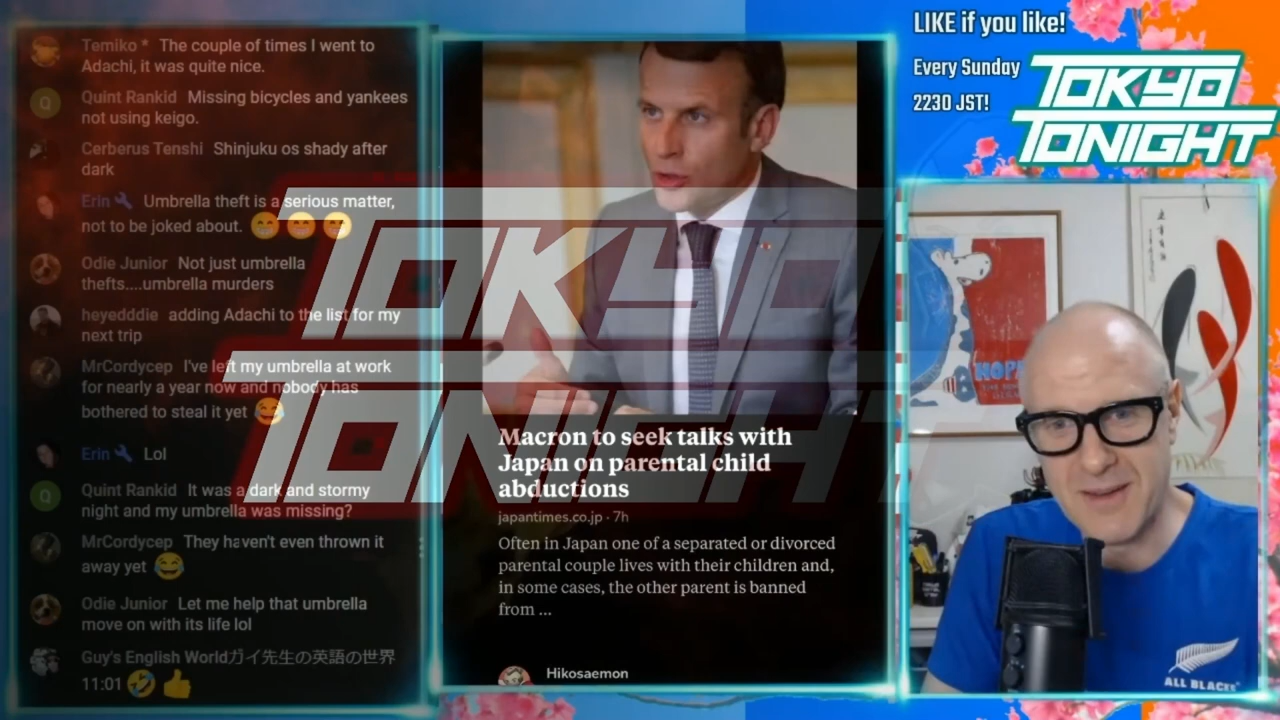 Temiko * The couple of times I went to
Adachi, it was quite nice.
Quint Rankid Missing bicycles and yankees
not using keigo.
Cerberus Tenshi Shinjuku os shady after
dark
Erin Umbrella theft is a serious matter,
not to be joked about. 😁😁😁
Odie Junior Not just umbrella
thefts....umbrella murders
heyedddie adding Adachi to the list for my
next trip
MrCordycep I've left my umbrella at work
for nearly a year now and nobody has
bothered to steal it yet 😂
Erin Lol
Quint Rankid It was a dark and stormy
night and my umbrella was missing?
MrCordycep They haven't even thrown it
away yet 😂
Odie Junior Let me help that umbrella
move on with its life lol
Guy's English Worldガイ先生の英語の世界
11:01 🤣👍
TOKYO
TONIGHT
Macron to seek talks with
Japan on parental child
abductions
japantimes.co.jp · 7h
Often in Japan one of a separated or divorced
parental couple lives with their children and,
in some cases, the other parent is banned
from ...
Hikosaemon
LIKE if you like!
Every Sunday
2230 JST!
TOKYO
TONIGHT
HOPE
ALL BLACKS
Q
Q